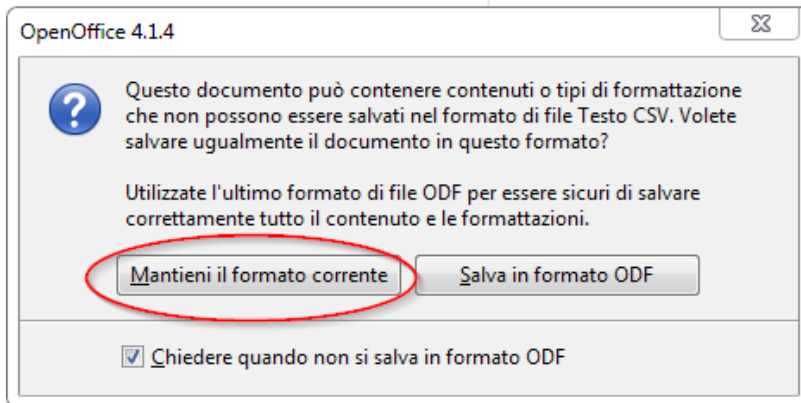 OpenOffice 4.1.4
Questo documento può contenere contenuti o tipi di formattazione
che non possono essere salvati nel formato di file Testo CSV. Volete
salvare ugualmente il documento in questo formato?
Utilizzate l'ultimo formato di file ODF per essere sicuri di salvare
correttamente tutto il contenuto e le formattazioni.
Mantieni il formato corrente Salva in formato ODF
Chiedere quando non si salva in formato ODF